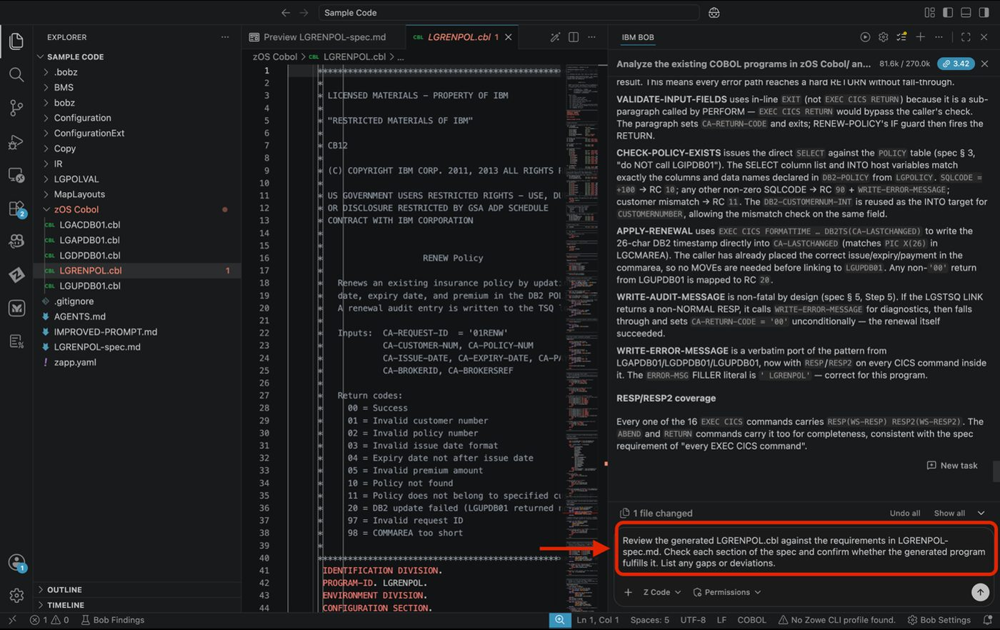 Sample Code
EXPLORER
SAMPLE CODE
.bobz
BMS
bobz
Configuration
ConfigurationExt
Copy
IR
LGPOLVAL
MapLayouts
zOS Cobol
CBL LGACDB01.cbl
CBL LGAPDB01.cbl
CBL LGDPDB01.cbl
CBL LGRENPOL.cbl 1
CBL LGUPDB01.cbl
.gitignore
AGENTS.md
IMPROVED-PROMPT.md
LGRENPOL-spec.md
! zapp.yaml
2
1
OUTLINE
TIMELINE
Preview LGRENPOL-spec.md
CBL LGRENPOL.cbl 1
zOS Cobol > CBL LGRENPOL.cbl > ...
1 ************************************************
2 *
3 * LICENSED MATERIALS – PROPERTY OF IBM
4 *
5 * "RESTRICTED MATERIALS OF IBM"
6 *
7 * CB12
8 *
9 * (C) COPYRIGHT IBM CORP. 2011, 2013 ALL RIGHTS
10 *
11 * US GOVERNMENT USERS RESTRICTED RIGHTS – USE,
12 * OR DISCLOSURE RESTRICTED BY GSA ADP SCHEDULE
13 * CONTRACT WITH IBM CORPORATION
14 *
15 *
16 * RENEW Policy
17 *
18 * Renews an existing insurance policy by updati
19 * date, expiry date, and premium in the DB2 POL
20 * A renewal audit entry is written to the TSQ
21 *
22 * Inputs: CA-REQUEST-ID = '01RENW'
23 * CA-CUSTOMER-NUM, CA-POLICY-NUM
24 * CA-ISSUE-DATE, CA-EXPIRY-DATE, CA-PA
25 * CA-BROKERID, CA-BROKERSREF
26 *
27 * Return codes:
28 * 00 = Success
29 * 01 = Invalid customer number
30 * 02 = Invalid policy number
31 * 03 = Invalid issue date format
32 * 04 = Expiry date not after issue date
33 * 05 = Invalid premium amount
34 * 10 = Policy not found
35 * 11 = Policy does not belong to specified cu
36 * 20 = DB2 update failed (LGUPDB01 returned
37 * 97 = Invalid request ID
38 * 98 = COMMAREA too short
39 *
40 ************************************************
41 IDENTIFICATION DIVISION.
42 PROGRAM-ID. LGRENPOL.
43 ENVIRONMENT DIVISION.
44 CONFIGURATION SECTION.
IBM BOB
Analyze the existing COBOL programs in zOS Cobol/ an... 81.6k / 270.0k 3.42
result. This means every error path reaches a hard RETURN without fall-through.
VALIDATE-INPUT-FIELDS uses in-line EXIT (not EXEC CICS RETURN) because it is a sub-
paragraph called by PERFORM — EXEC CICS RETURN would bypass the caller's check.
The paragraph sets CA-RETURN-CODE and exits; RENEW-POLICY's IF guard then fires the
RETURN.
CHECK-POLICY-EXISTS issues the direct SELECT against the POLICY table (spec § 3,
"do NOT call LGIPDB01"). The SELECT column list and INTO host variables match
exactly the columns and data names declared in DB2-POLICY from LGPOLICY. SQLCODE =
+100 → RC 10; any other non-zero SQLCODE → RC 90 + WRITE-ERROR-MESSAGE;
customer mismatch → RC 11. The DB2-CUSTOMERNUM-INT is reused as the INTO target for
CUSTOMERNUMBER, allowing the mismatch check on the same field.
APPLY-RENEWAL uses EXEC CICS FORMATTIME … DB2TS(CA-LASTCHANGED) to write the
26-char DB2 timestamp directly into CA-LASTCHANGED (matches PIC X(26) in
LGCMAREA). The caller has already placed the correct issue/expiry/payment in the
commarea, so no MOVEs are needed before linking to LGUPDB01. Any non-'00' return
from LGUPDB01 is mapped to RC 20.
WRITE-AUDIT-MESSAGE is non-fatal by design (spec § 5, Step 5). If the LGSTSQ LINK
returns a non-NORMAL RESP, it calls WRITE-ERROR-MESSAGE for diagnostics, then falls
through and sets CA-RETURN-CODE = '00' unconditionally — the renewal itself
succeeded.
WRITE-ERROR-MESSAGE is a verbatim port of the pattern from
LGAPDB01/LGDPDB01/LGUPDB01, now with RESP/RESP2 on every CICS command inside
it. The ERROR-MSG FILLER literal is ' LGRENPOL' — correct for this program.
RESP/RESP2 coverage
Every one of the 16 EXEC CICS commands carries RESP(WS-RESP) RESP2(WS-RESP2). The
ABEND and RETURN commands carry it too for completeness, consistent with the spec
requirement of "every EXEC CICS command".
New task
1 file changed Undo all Show all
Review the generated LGRENPOL.cbl against the requirements in LGRENPOL-
spec.md. Check each section of the spec and confirm whether the generated program
fulfills it. List any gaps or deviations.
Z Code Permissions
1 0 Bob Findings Ln 1, Col 1 Spaces: 5 UTF-8 LF COBOL No Zowe CLI profile found. Bob Settings